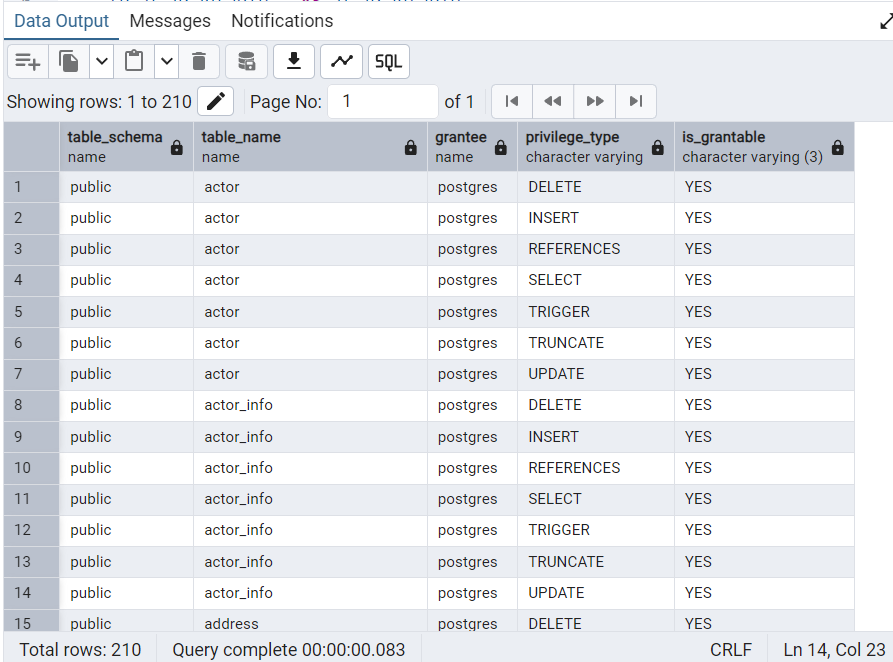 Data Output Messages Notifications
SQL
Showing rows: 1 to 210 Page No: 1 of 1
table_schema table_name grantee privilege_type is_grantable
name name name character varying character varying (3)
1 public actor postgres DELETE YES
2 public actor postgres INSERT YES
3 public actor postgres REFERENCES YES
4 public actor postgres SELECT YES
5 public actor postgres TRIGGER YES
6 public actor postgres TRUNCATE YES
7 public actor postgres UPDATE YES
8 public actor_info postgres DELETE YES
9 public actor_info postgres INSERT YES
10 public actor_info postgres REFERENCES YES
11 public actor_info postgres SELECT YES
12 public actor_info postgres TRIGGER YES
13 public actor_info postgres TRUNCATE YES
14 public actor_info postgres UPDATE YES
15 public address postgres DELETE YES
Total rows: 210 Query complete 00:00:00.083 CRLF Ln 14, Col 23